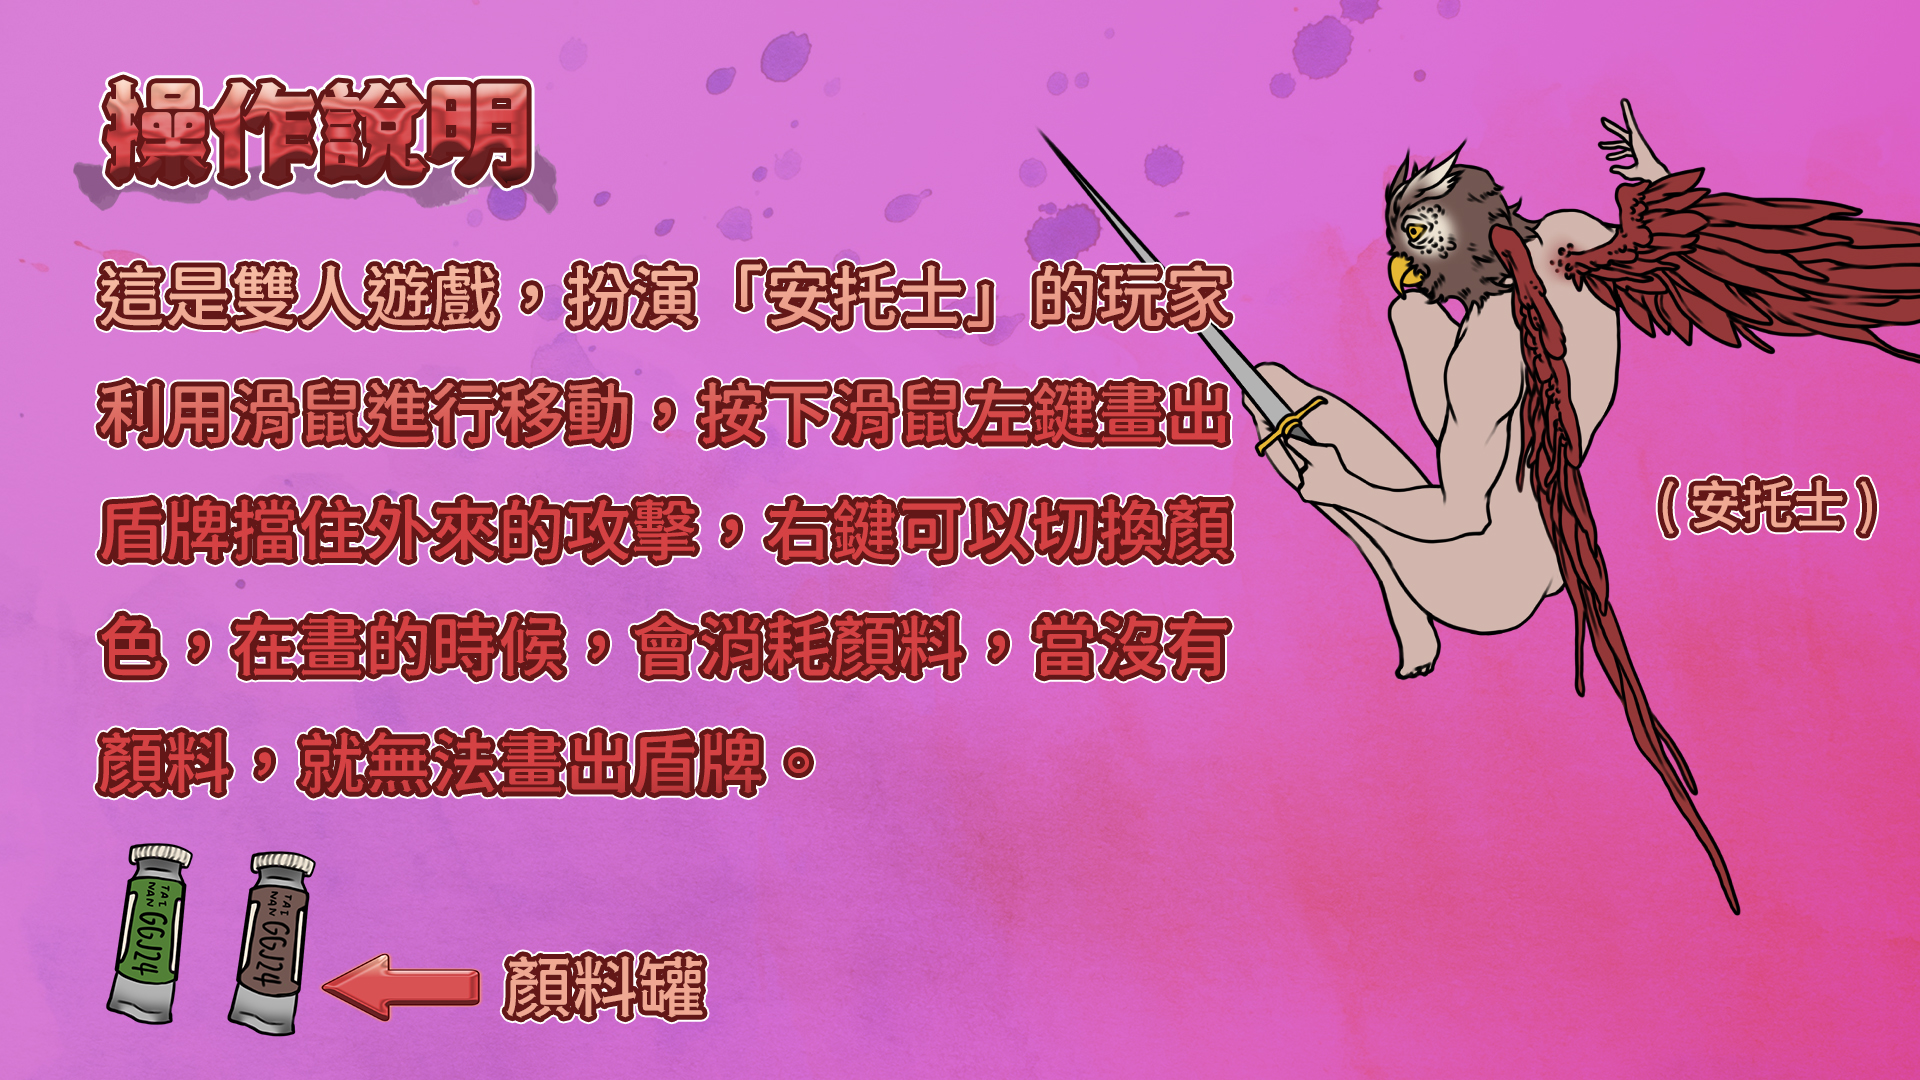 操作說明
這是雙人遊戲，扮演「安托士」的玩家
利用滑鼠進行移動，按下滑鼠左鍵畫出
盾牌擋住外來的攻擊，右鍵可以切換顏
色，在畫的時候，會消耗顏料，當沒有
顏料，就無法畫出盾牌。
(安托士)
TAI
NAN
GGJ24
TAI
NAN
GGJ24
顏料罐